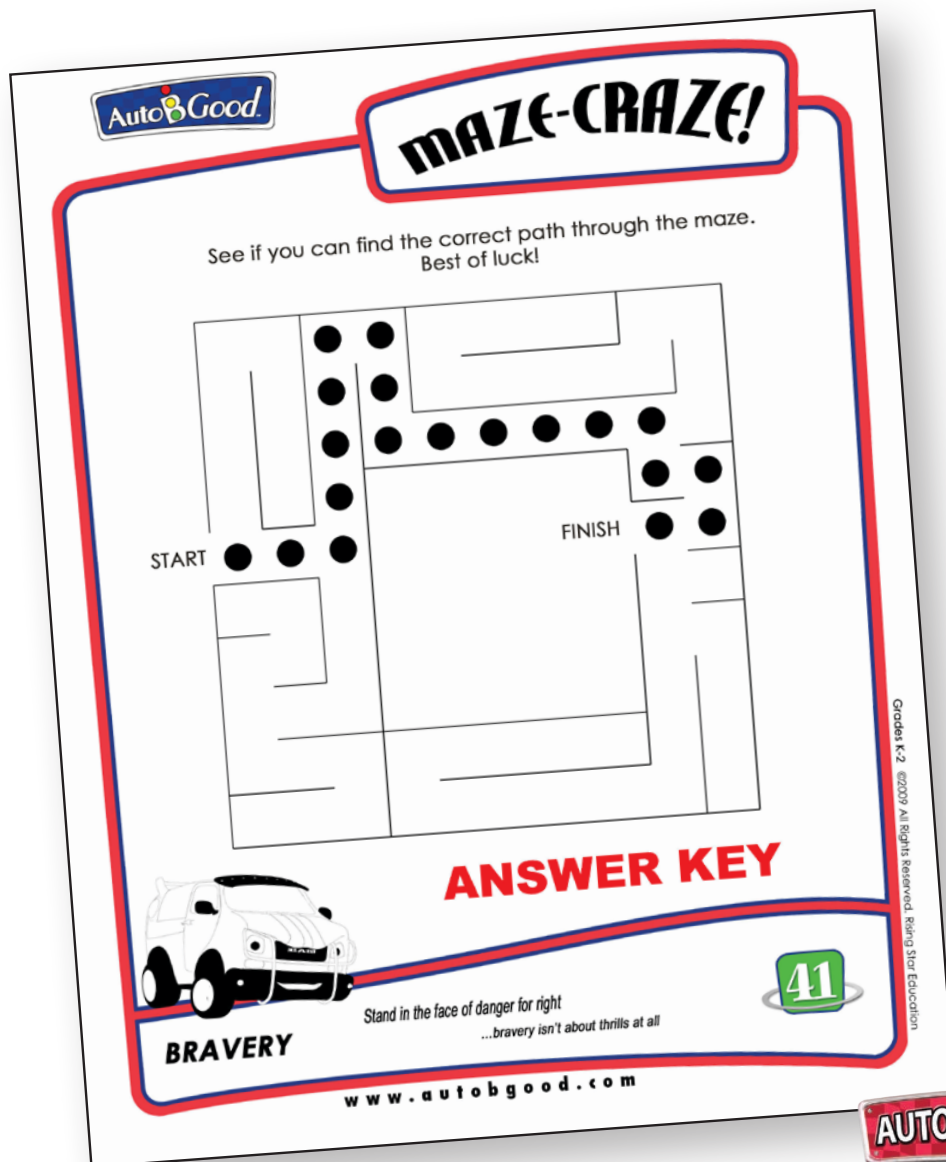 Auto B Good
MAZE-CRAZE!
See if you can find the correct path through the maze.
Best of luck!
START
FINISH
ANSWER KEY
Grades K-2 ©2009 All Rights Reserved. Rising Star Education
41
Stand in the face of danger for right
...bravery isn't about thrills at all
BRAVERY
www.autobgood.com
AUTO